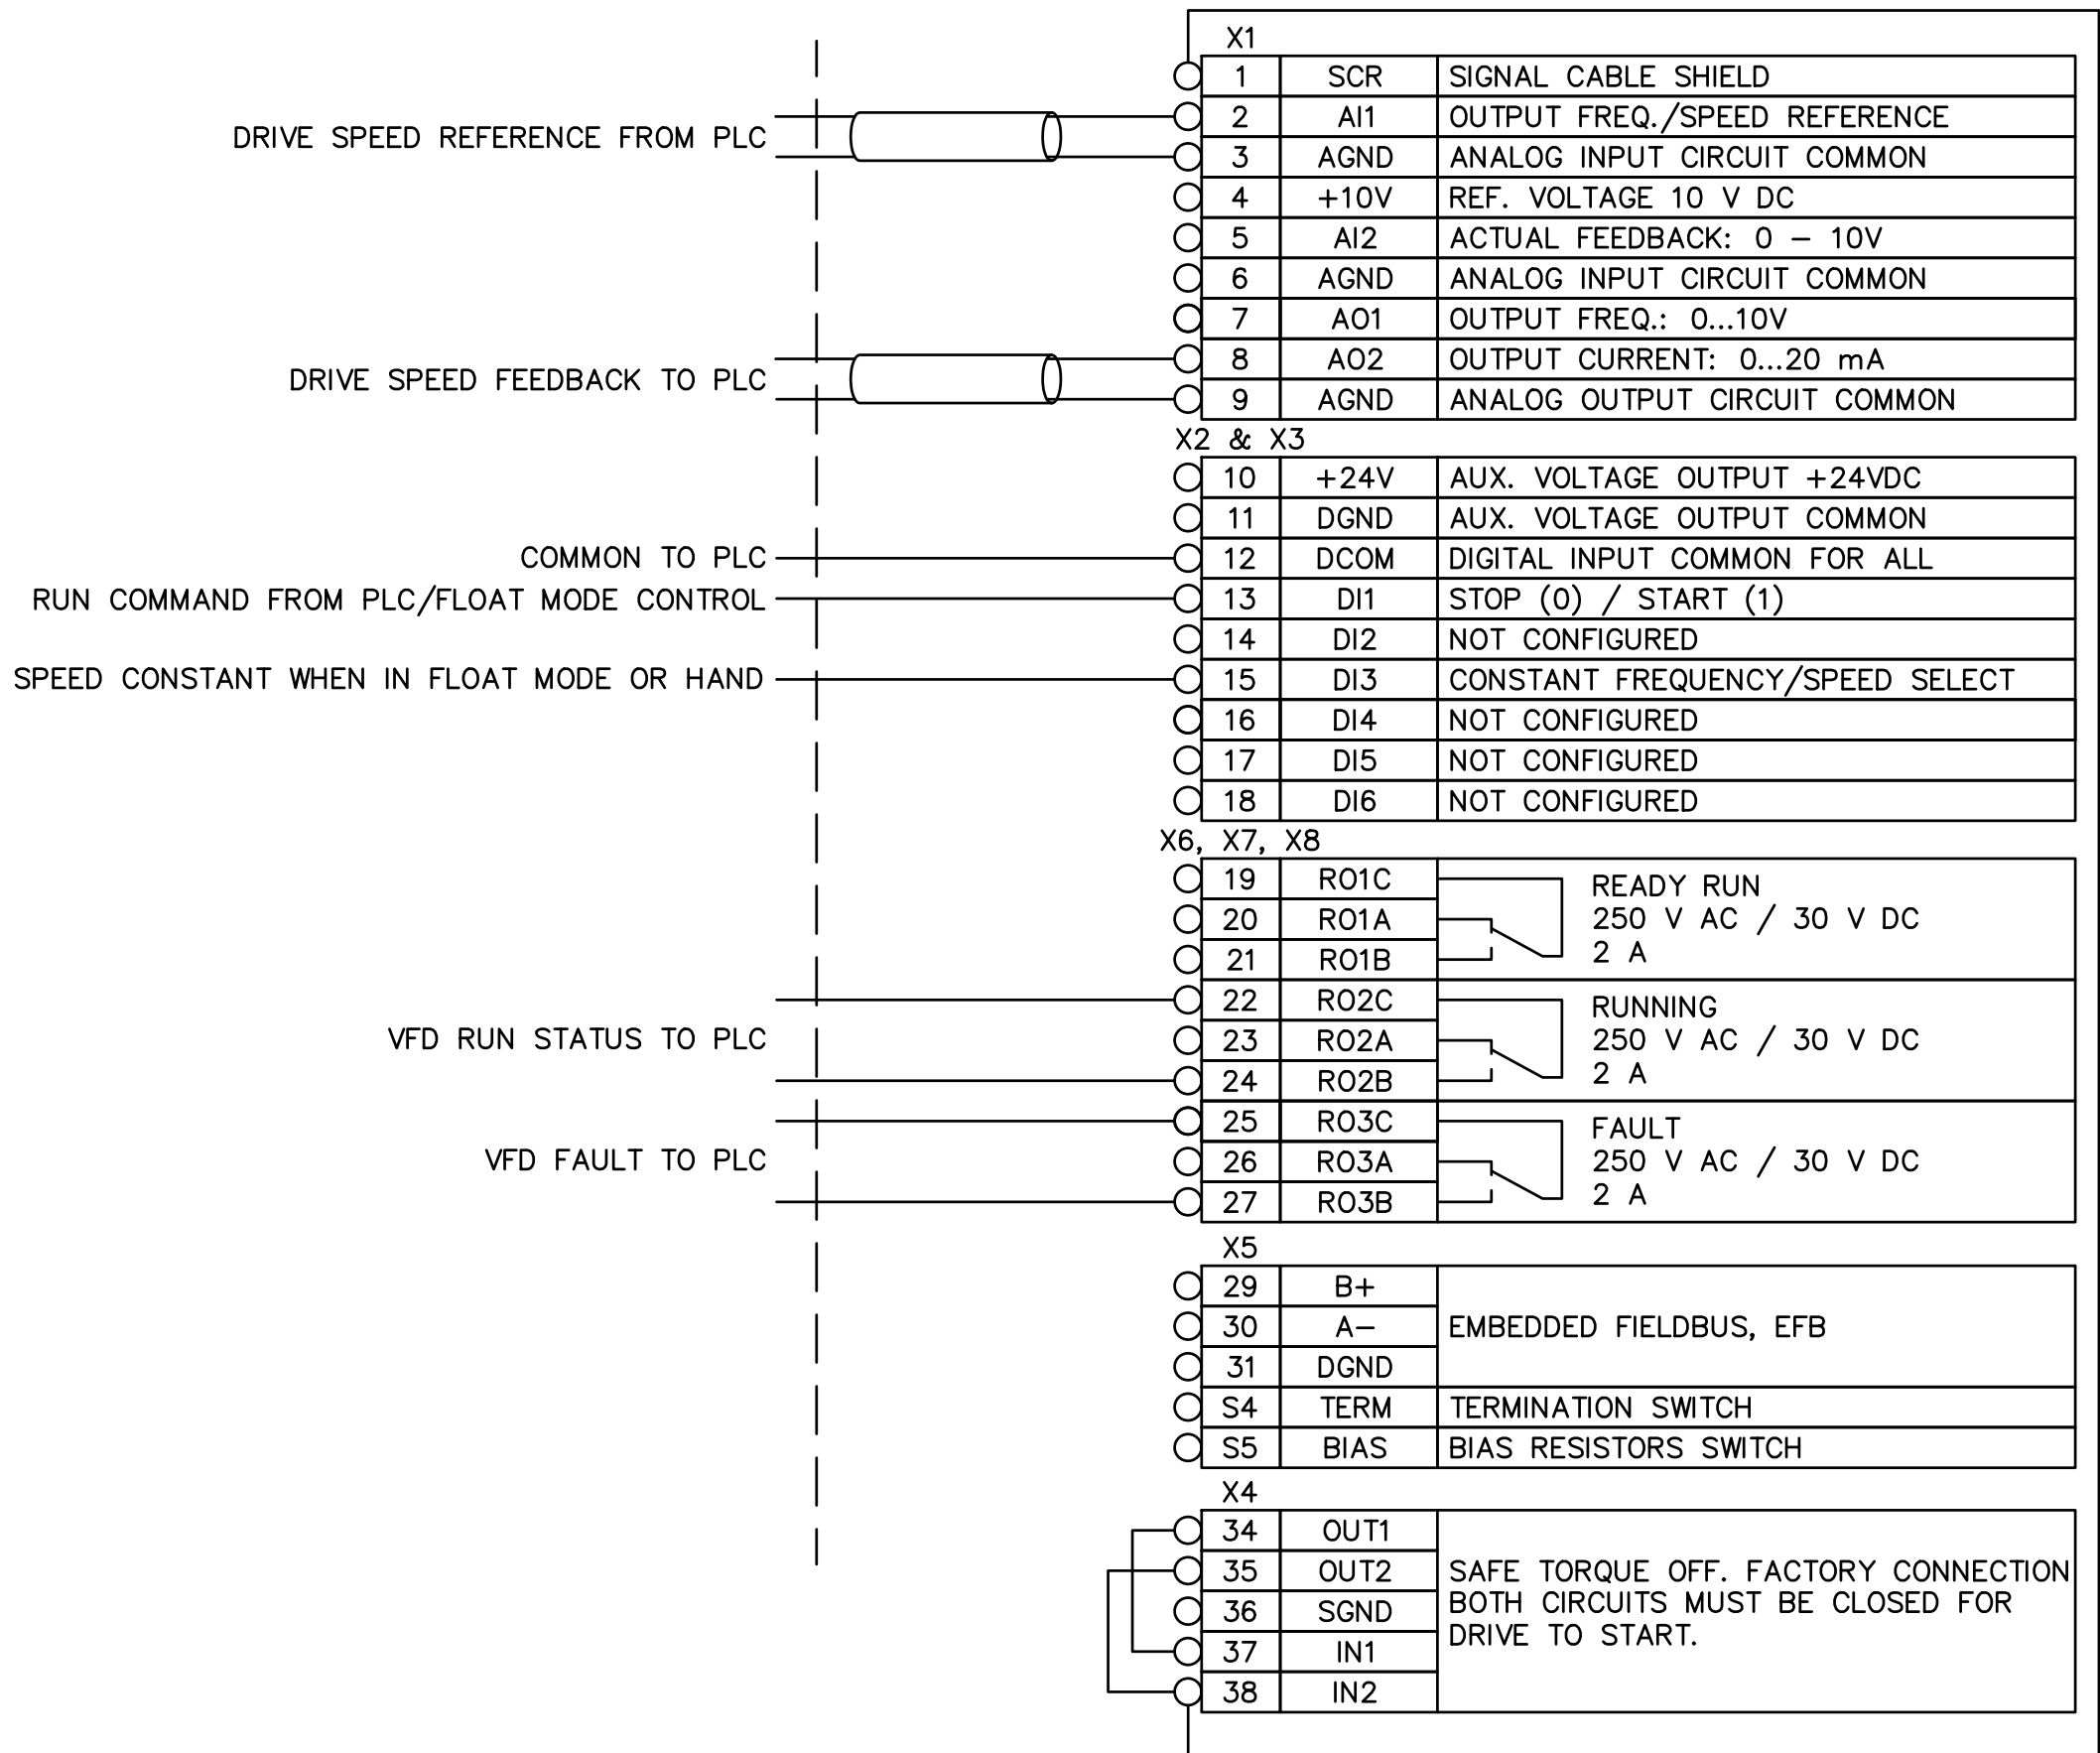 X1
1 SCR SIGNAL CABLE SHIELD
2 AI1 OUTPUT FREQ./SPEED REFERENCE
DRIVE SPEED REFERENCE FROM PLC
3 AGND ANALOG INPUT CIRCUIT COMMON
4 +10V REF. VOLTAGE 10 V DC
5 AI2 ACTUAL FEEDBACK: 0 – 10V
6 AGND ANALOG INPUT CIRCUIT COMMON
7 AO1 OUTPUT FREQ.: 0...10V
8 AO2 OUTPUT CURRENT: 0...20 mA
DRIVE SPEED FEEDBACK TO PLC
9 AGND ANALOG OUTPUT CIRCUIT COMMON
X2 & X3
10 +24V AUX. VOLTAGE OUTPUT +24VDC
11 DGND AUX. VOLTAGE OUTPUT COMMON
COMMON TO PLC 12 DCOM DIGITAL INPUT COMMON FOR ALL
RUN COMMAND FROM PLC/FLOAT MODE CONTROL 13 DI1 STOP (0) / START (1)
14 DI2 NOT CONFIGURED
SPEED CONSTANT WHEN IN FLOAT MODE OR HAND 15 DI3 CONSTANT FREQUENCY/SPEED SELECT
16 DI4 NOT CONFIGURED
17 DI5 NOT CONFIGURED
18 DI6 NOT CONFIGURED
X6, X7, X8
19 RO1C READY RUN
20 RO1A 250 V AC / 30 V DC
21 RO1B 2 A
22 RO2C RUNNING
VFD RUN STATUS TO PLC 23 RO2A 250 V AC / 30 V DC
24 RO2B 2 A
25 RO3C FAULT
VFD FAULT TO PLC 26 RO3A 250 V AC / 30 V DC
27 RO3B 2 A
X5
29 B+
30 A– EMBEDDED FIELDBUS, EFB
31 DGND
S4 TERM TERMINATION SWITCH
S5 BIAS BIAS RESISTORS SWITCH
X4
34 OUT1
35 OUT2 SAFE TORQUE OFF. FACTORY CONNECTION
36 SGND BOTH CIRCUITS MUST BE CLOSED FOR
DRIVE TO START.
37 IN1
38 IN2